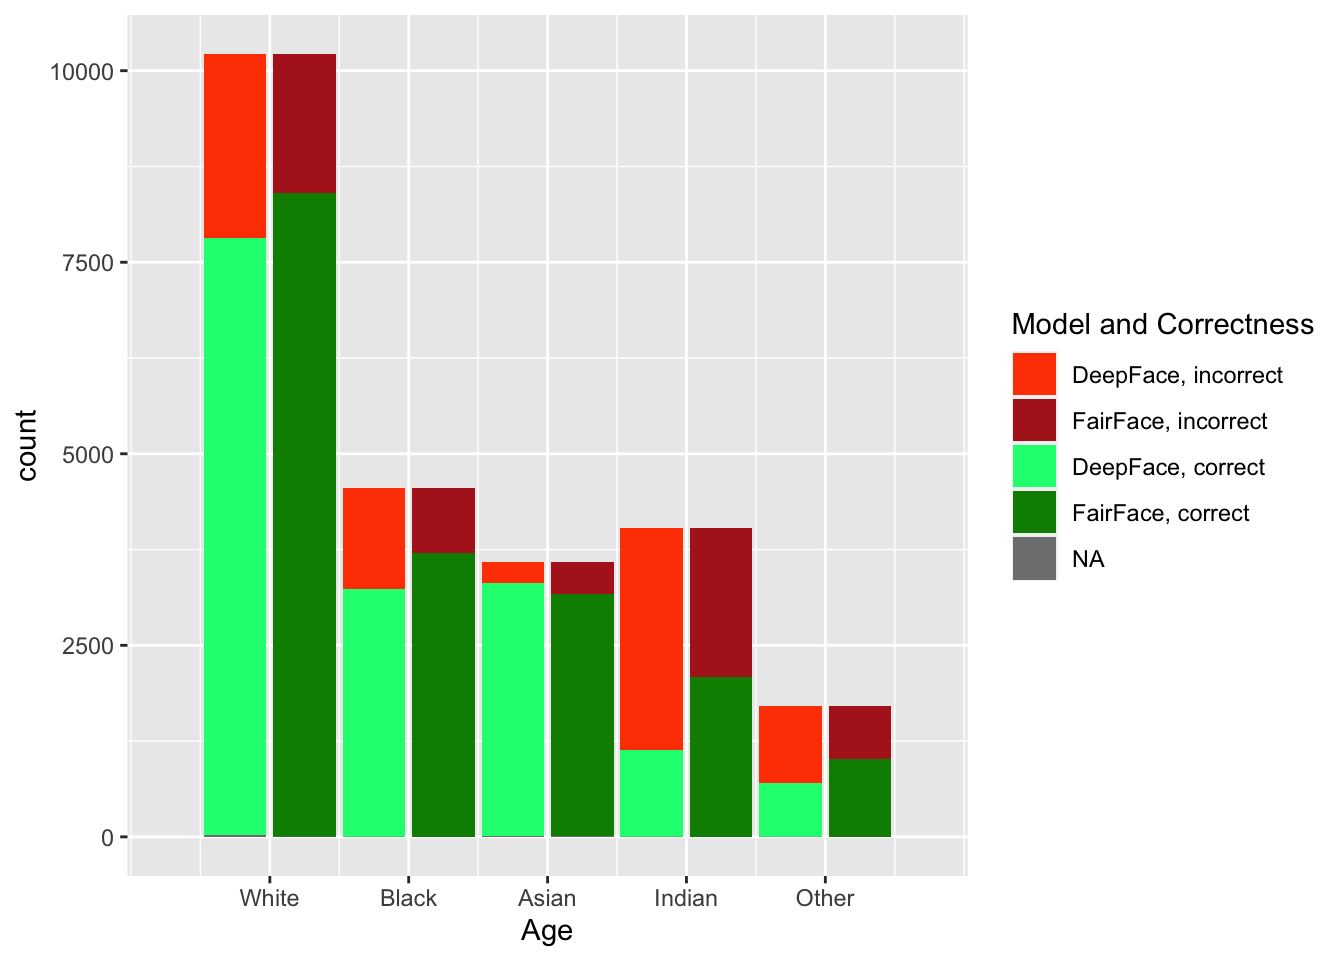 10000
7500
5000
2500
0
count
White
Black
Asian
Indian
Other
Age
Model and Correctness
DeepFace, incorrect
FairFace, incorrect
DeepFace, correct
FairFace, correct
NA